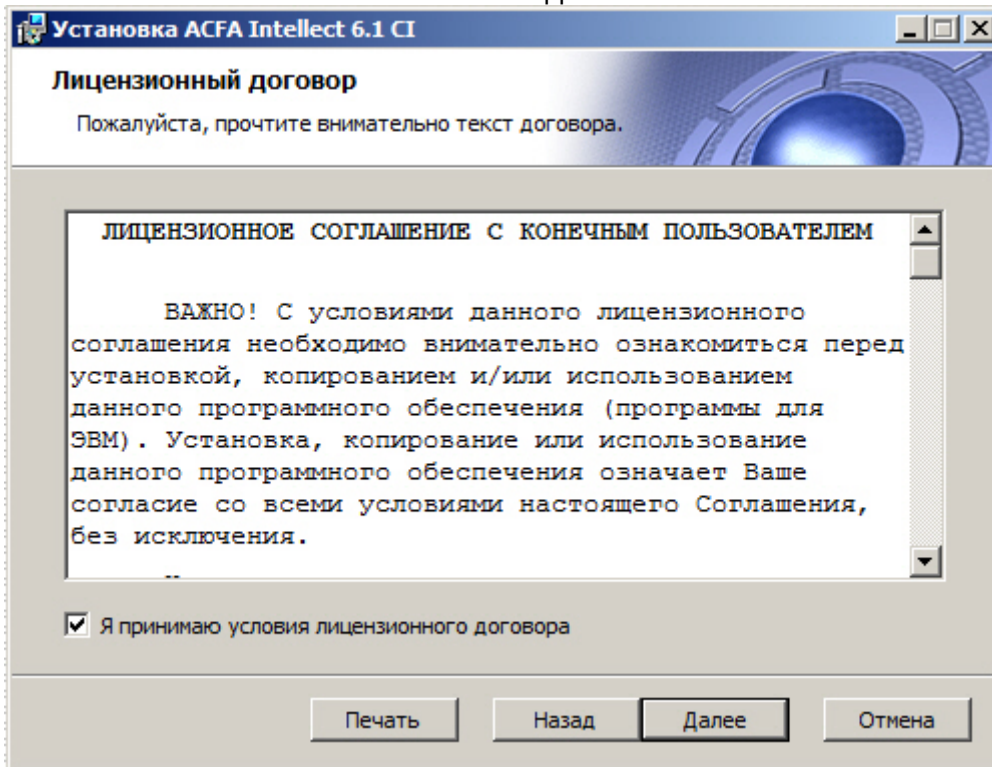 Установка ACFA Intellect 6.1 CI
Лицензионный договор
Пожалуйста, прочтите внимательно текст договора.
ЛИЦЕНЗИОННОЕ СОГЛАШЕНИЕ С КОНЕЧНЫМ ПОЛЬЗОВАТЕЛЕМ
ВАЖНО! С условиями данного лицензионного
соглашения необходимо внимательно ознакомиться перед
установкой, копированием и/или использованием
данного программного обеспечения (программы для
ЭВМ). Установка, копирование или использование
данного программного обеспечения означает Ваше
согласие со всеми условиями настоящего Соглашения,
без исключения.
Я принимаю условия лицензионного договора
Печать
Назад
Далее
Отмена